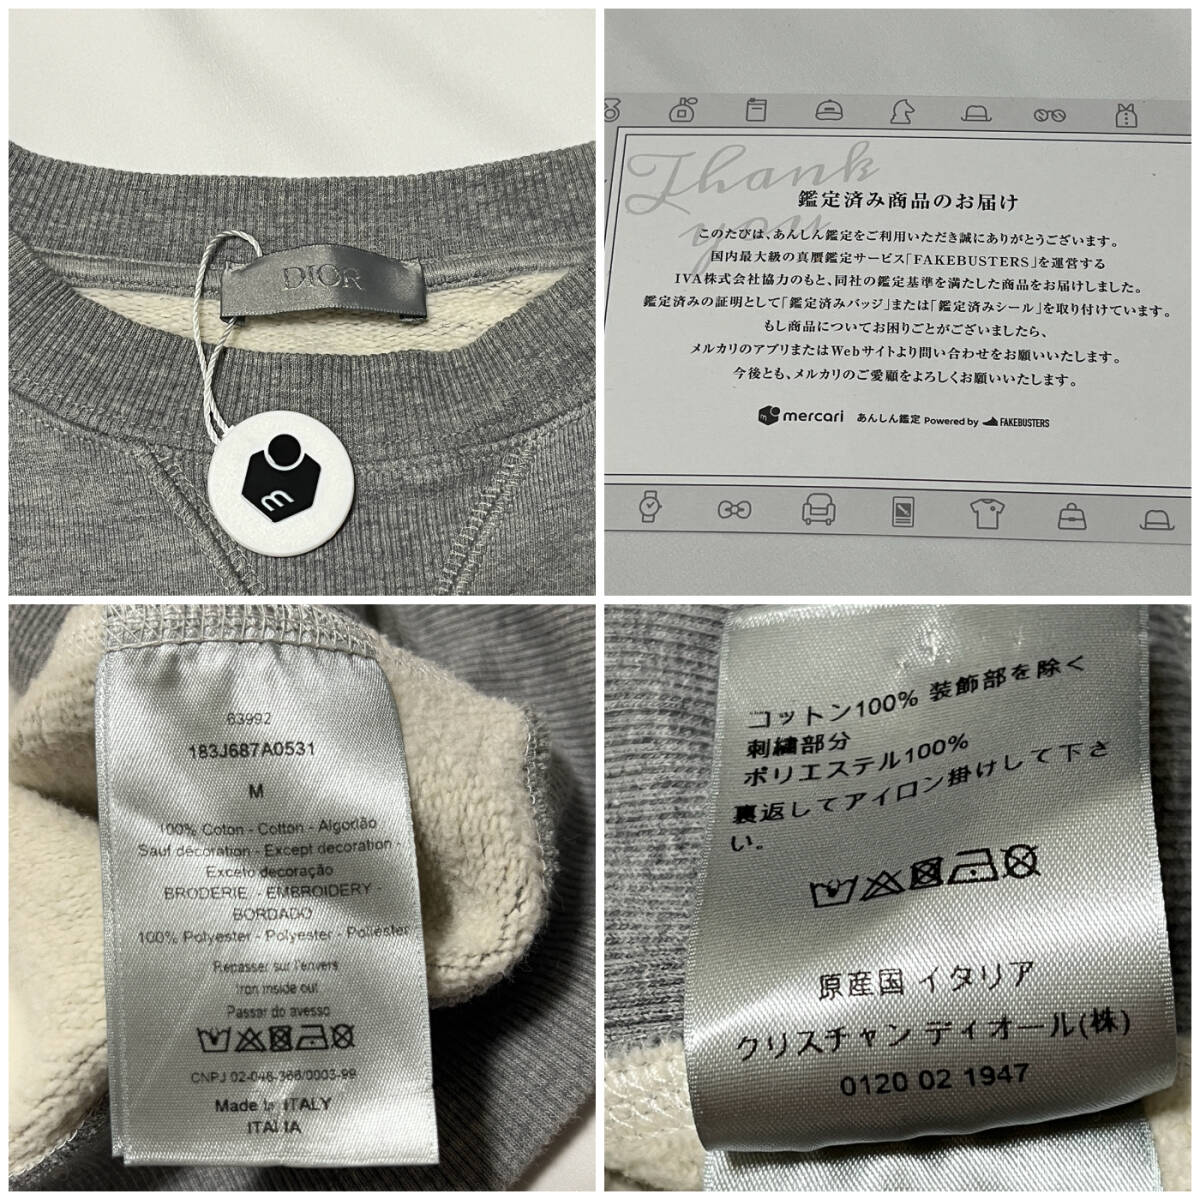 DIOR
m
Thank
you
鑑定済み商品のお届け
このたびは、あんしん鑑定をご利用いただき誠にありがとうございます。
国内最大級の真贋鑑定サービス「FAKEBUSTERS」を運営する
IVA株式会社協力のもと、同社の鑑定基準を満たした商品をお届けしました。
鑑定済みの証明として「鑑定済みバッジ」または「鑑定済みシール」を取り付けています。
もし商品についてお困りごとがございましたら、
メルカリのアプリまたはWebサイトより問い合わせをお願いいたします。
今後とも、メルカリのご愛顧をよろしくお願いいたします。
mercari あんしん鑑定 Powered by FAKEBUSTERS
63992
183J687A0531
M
100% Coton - Cotton - Algodão
Sauf décoration - Except decoration -
Exceto decoração
BRODERIE - EMBROIDERY -
BORDADO
100% Polyester - Polyester - Poliéster
Repasser sur l'envers
Iron inside out
Passar do avesso
CNPJ 02-046-366/0003-99
Made in ITALY
ITALIA
コットン100% 装飾部を除く
刺繍部分
ポリエステル100%
裏返してアイロン掛けして下さ
い。
原産国 イタリア
クリスチャン ディオール(株)
0120 02 1947